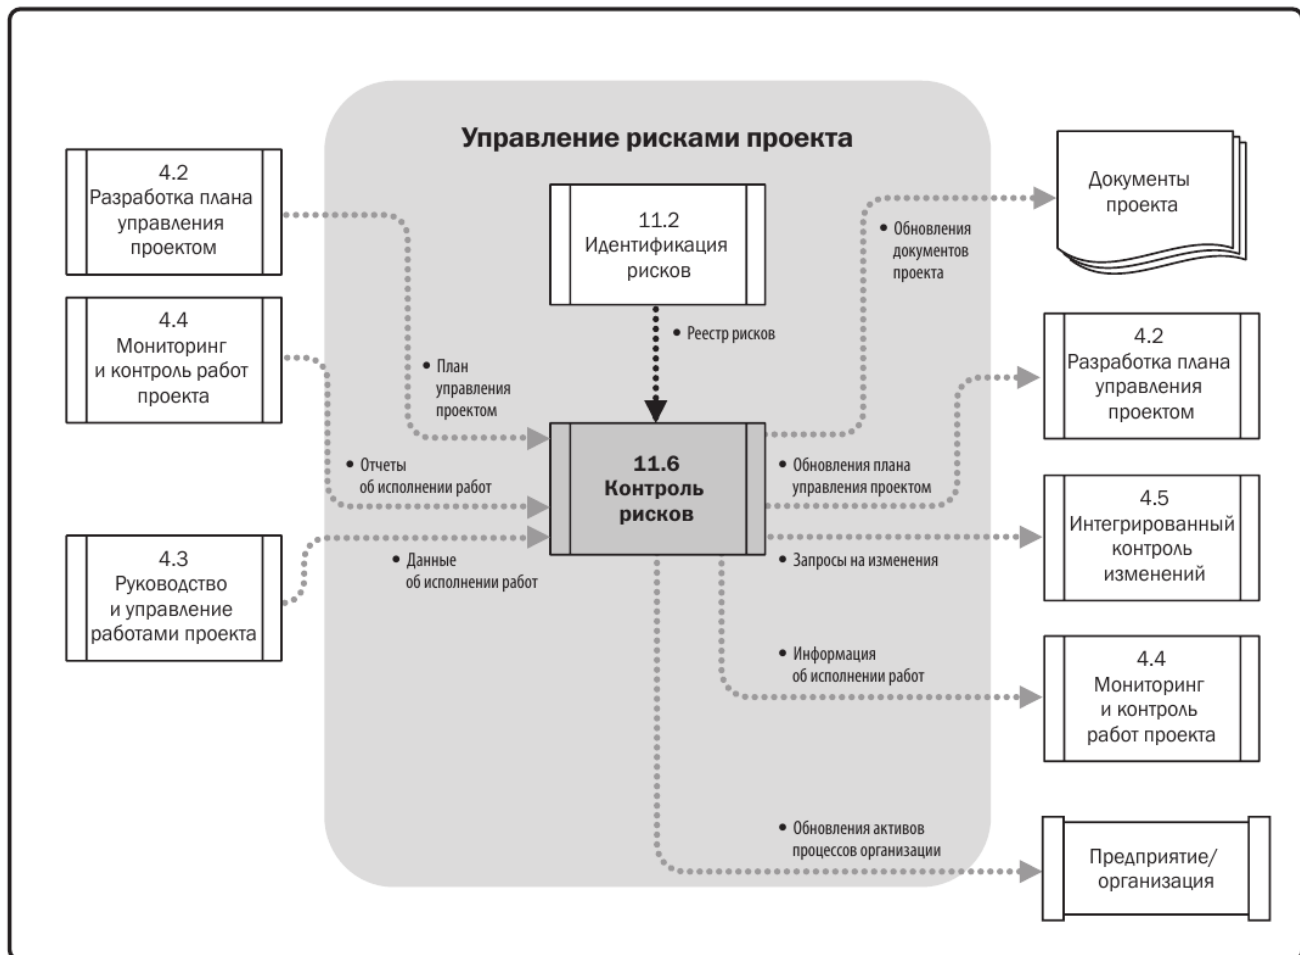 Управление рисками проекта
4.2
Разработка плана
управления
проектом
4.4
Мониторинг
и контроль работ
проекта
4.3
Руководство
и управление
работами проекта
11.2
Идентификация
рисков
• Реестр рисков
• План
управления
проектом
• Отчеты
об исполнении работ
• Данные
об исполнении работ
11.6
Контроль
рисков
• Обновления
документов
проекта
• Обновления плана
управления проектом
• Запросы на изменения
• Информация
об исполнении работ
• Обновления активов
процессов организации
Документы
проекта
4.2
Разработка плана
управления
проектом
4.5
Интегрированный
контроль
изменений
4.4
Мониторинг
и контроль
работ проекта
Предприятие/
организация